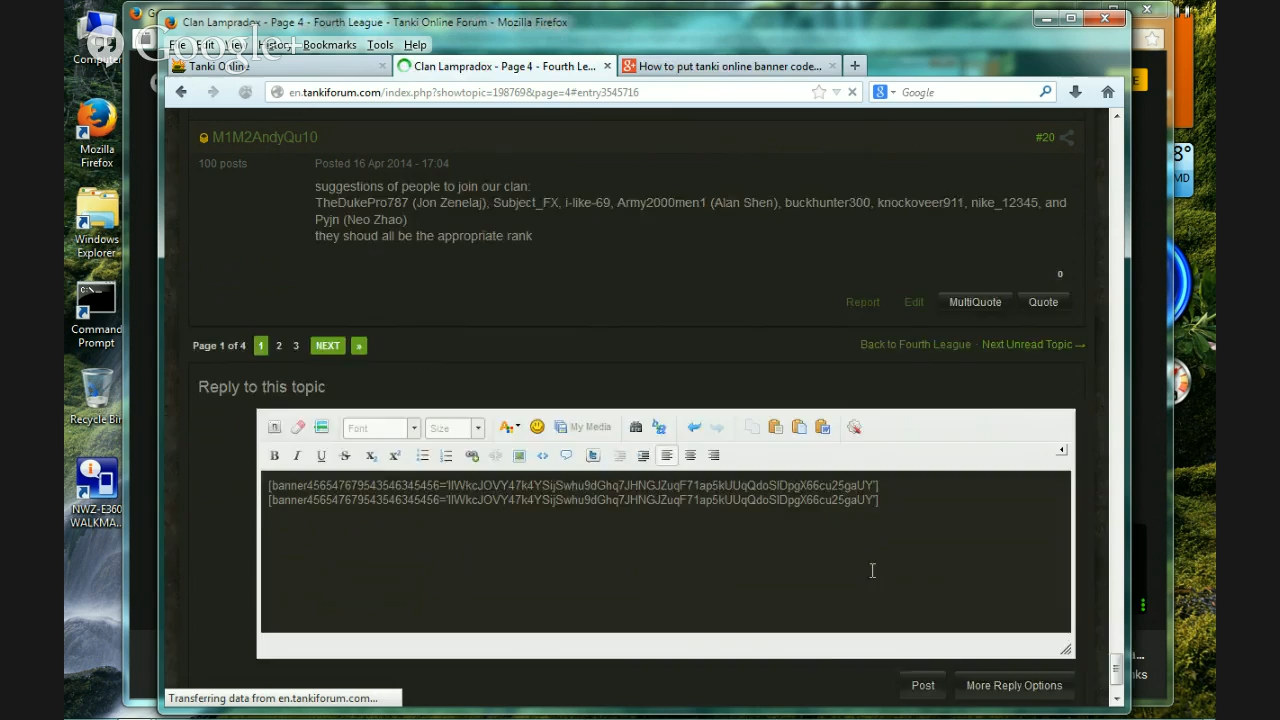 Clan Lampradox - Page 4 - Fourth League - Tanki Online Forum - Mozilla Firefox
Google+
File Edit View History Bookmarks Tools Help
Tanki Online
Clan Lampradox - Page 4 - Fourth Le...
How to put tanki online banner code...
en.tankiforum.com/index.php?showtopic=198769&page=4#entry3545716
Google
Computer
Mozilla
Firefox
Windows
Explorer
Command
Prompt
Recycle Bin
NWZ-E360
WALKMA...
M1M2AndyQu10
#20
100 posts
Posted 16 Apr 2014 - 17:04
suggestions of people to join our clan:
TheDukePro787 (Jon Zenelaj), Subject_FX, i-like-69, Army2000men1 (Alan Shen), buckhunter300, knockoveer911, nike_12345, and
Pyjn (Neo Zhao)
they shoud all be the appropriate rank
0
Report Edit MultiQuote Quote
Page 1 of 4 1 2 3 NEXT »
Back to Fourth League · Next Unread Topic →
Reply to this topic
Font Size My Media
B I U S X₂ X²
Post More Reply Options
Transferring data from en.tankiforum.com...